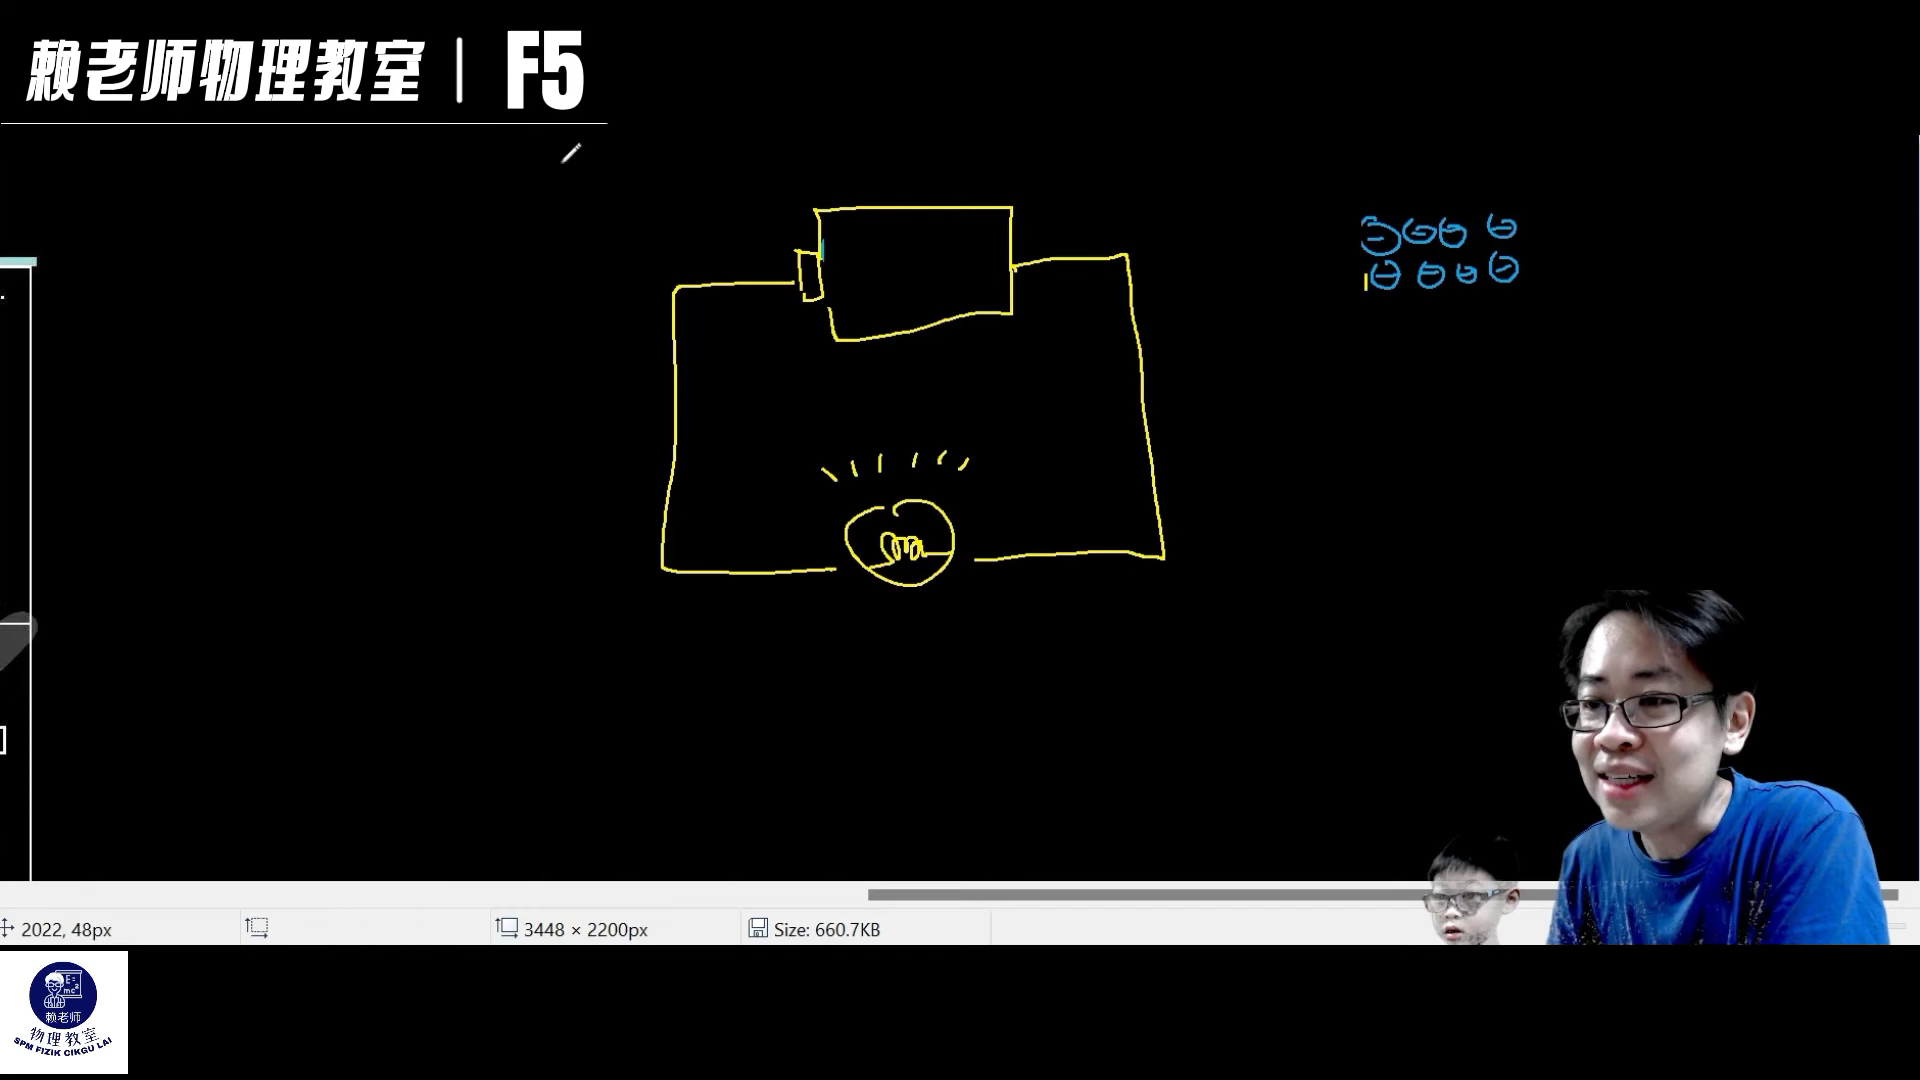 赖老师物理教室 | F5
2022, 48px
3448 × 2200px
Size: 660.7KB
E=
mc²
赖老师
物理教室
SPM FIZIK CIKGU LAI